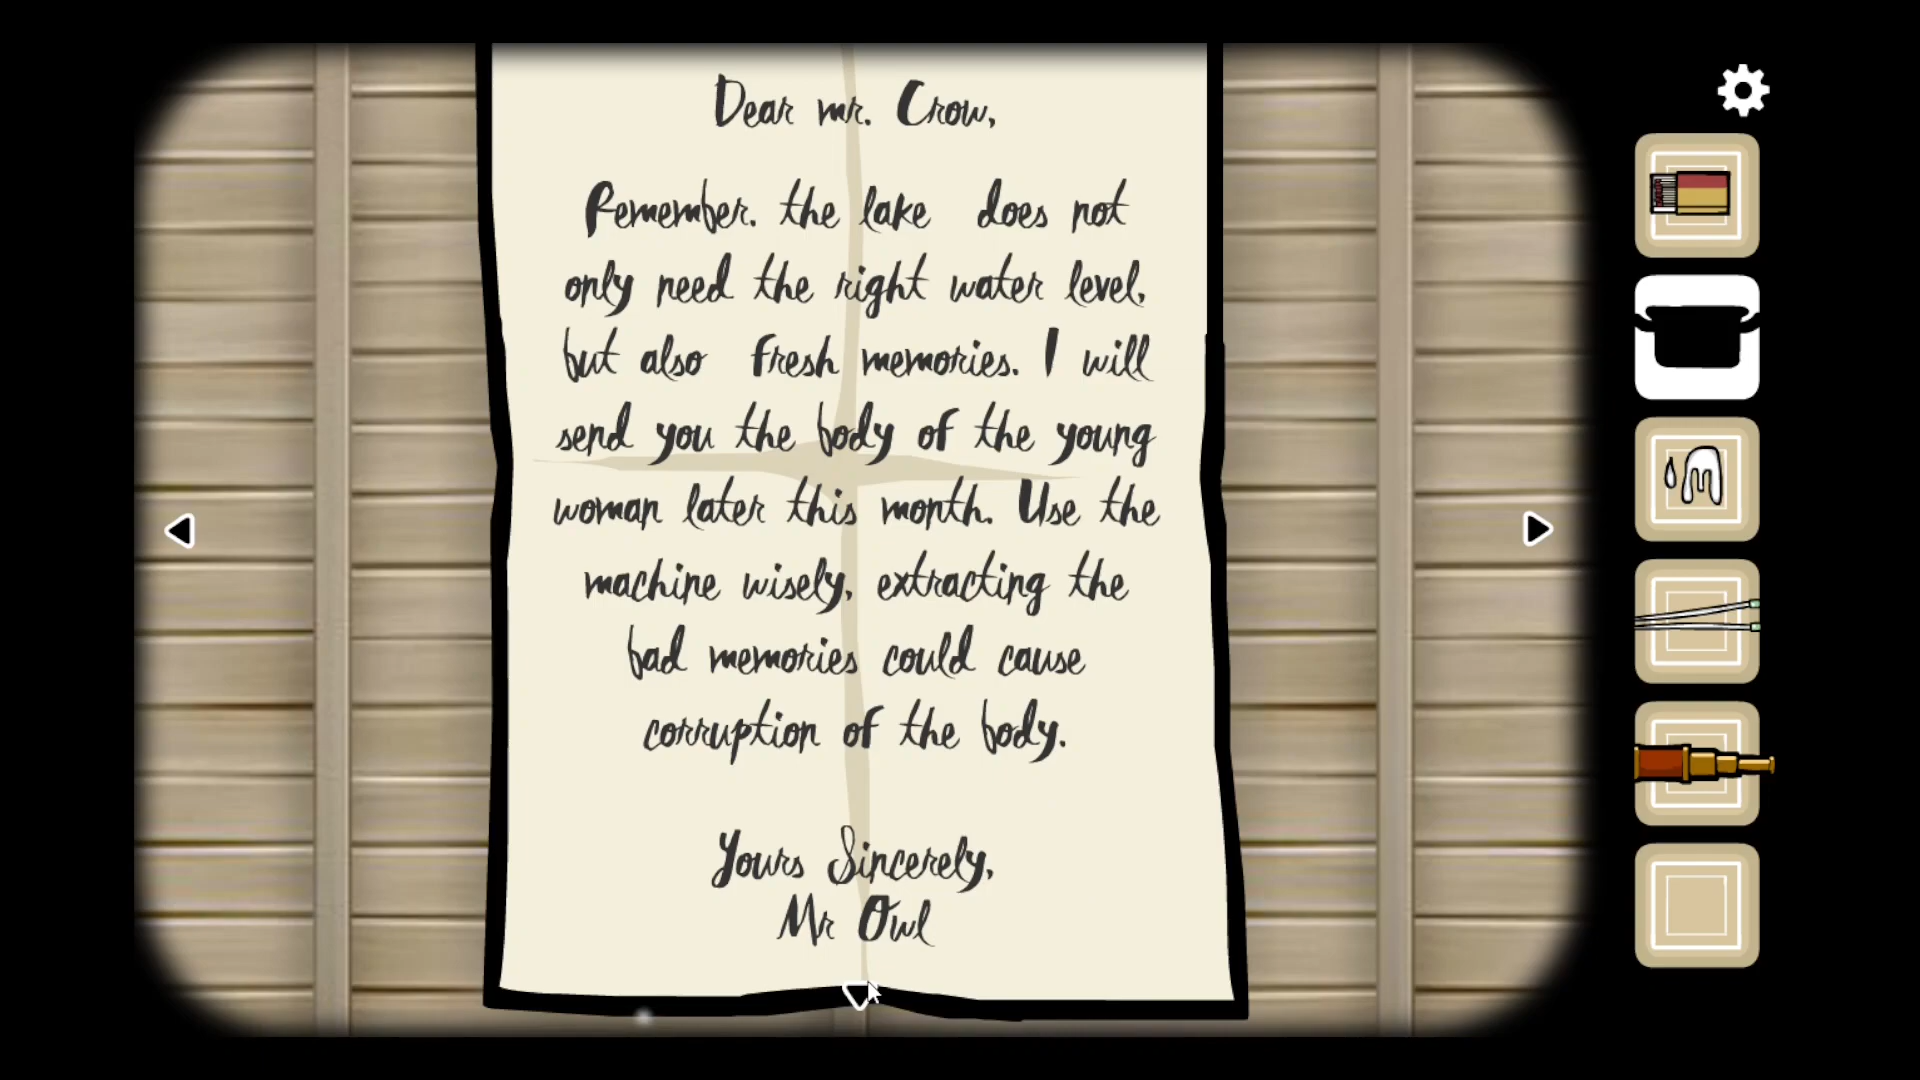 Dear mr. Crow,
Remember. the lake does not
only need the right water level,
but also fresh memories. I will
send you the body of the young
woman later this month. Use the
machine wisely, extracting the
bad memories could cause
corruption of the body.
Yours Sincerely,
Mr Owl